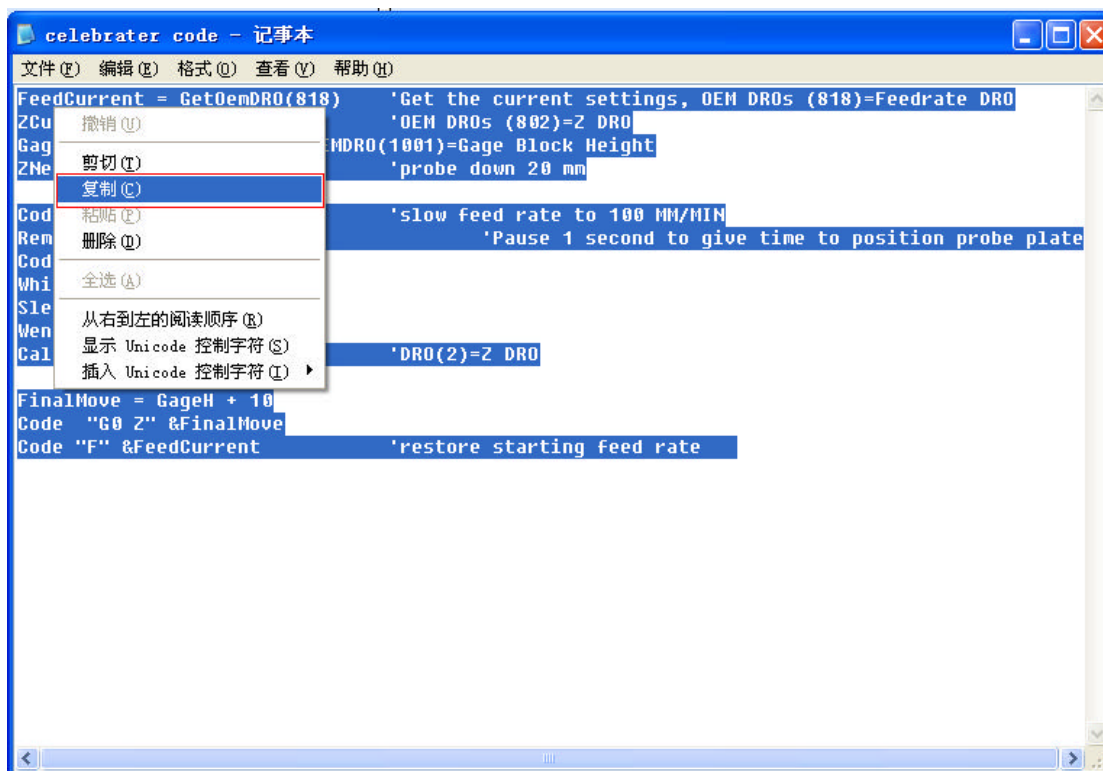 celebrater code - 记事本
文件(F) 编辑(E) 格式(O) 查看(V) 帮助(H)
FeedCurrent = GetOemDRO(818) 'Get the current settings, OEM DROs (818)=Feedrate DRO
ZCu 'OEM DROs (802)=Z DRO
Gag EMDRO(1001)=Gage Block Height
ZNe 'probe down 20 mm
Cod 'slow feed rate to 100 MM/MIN
Rem 'Pause 1 second to give time to position probe plate
Cod
Whi
Sle
Wen
Cal 'DRO(2)=Z DRO
FinalMove = GageH + 10
Code "G0 Z" &FinalMove
Code "F" &FeedCurrent 'restore starting feed rate
撤销(U)
剪切(T)
复制(C)
粘贴(P)
删除(D)
全选(A)
从右到左的阅读顺序(R)
显示 Unicode 控制字符(S)
插入 Unicode 控制字符(I)